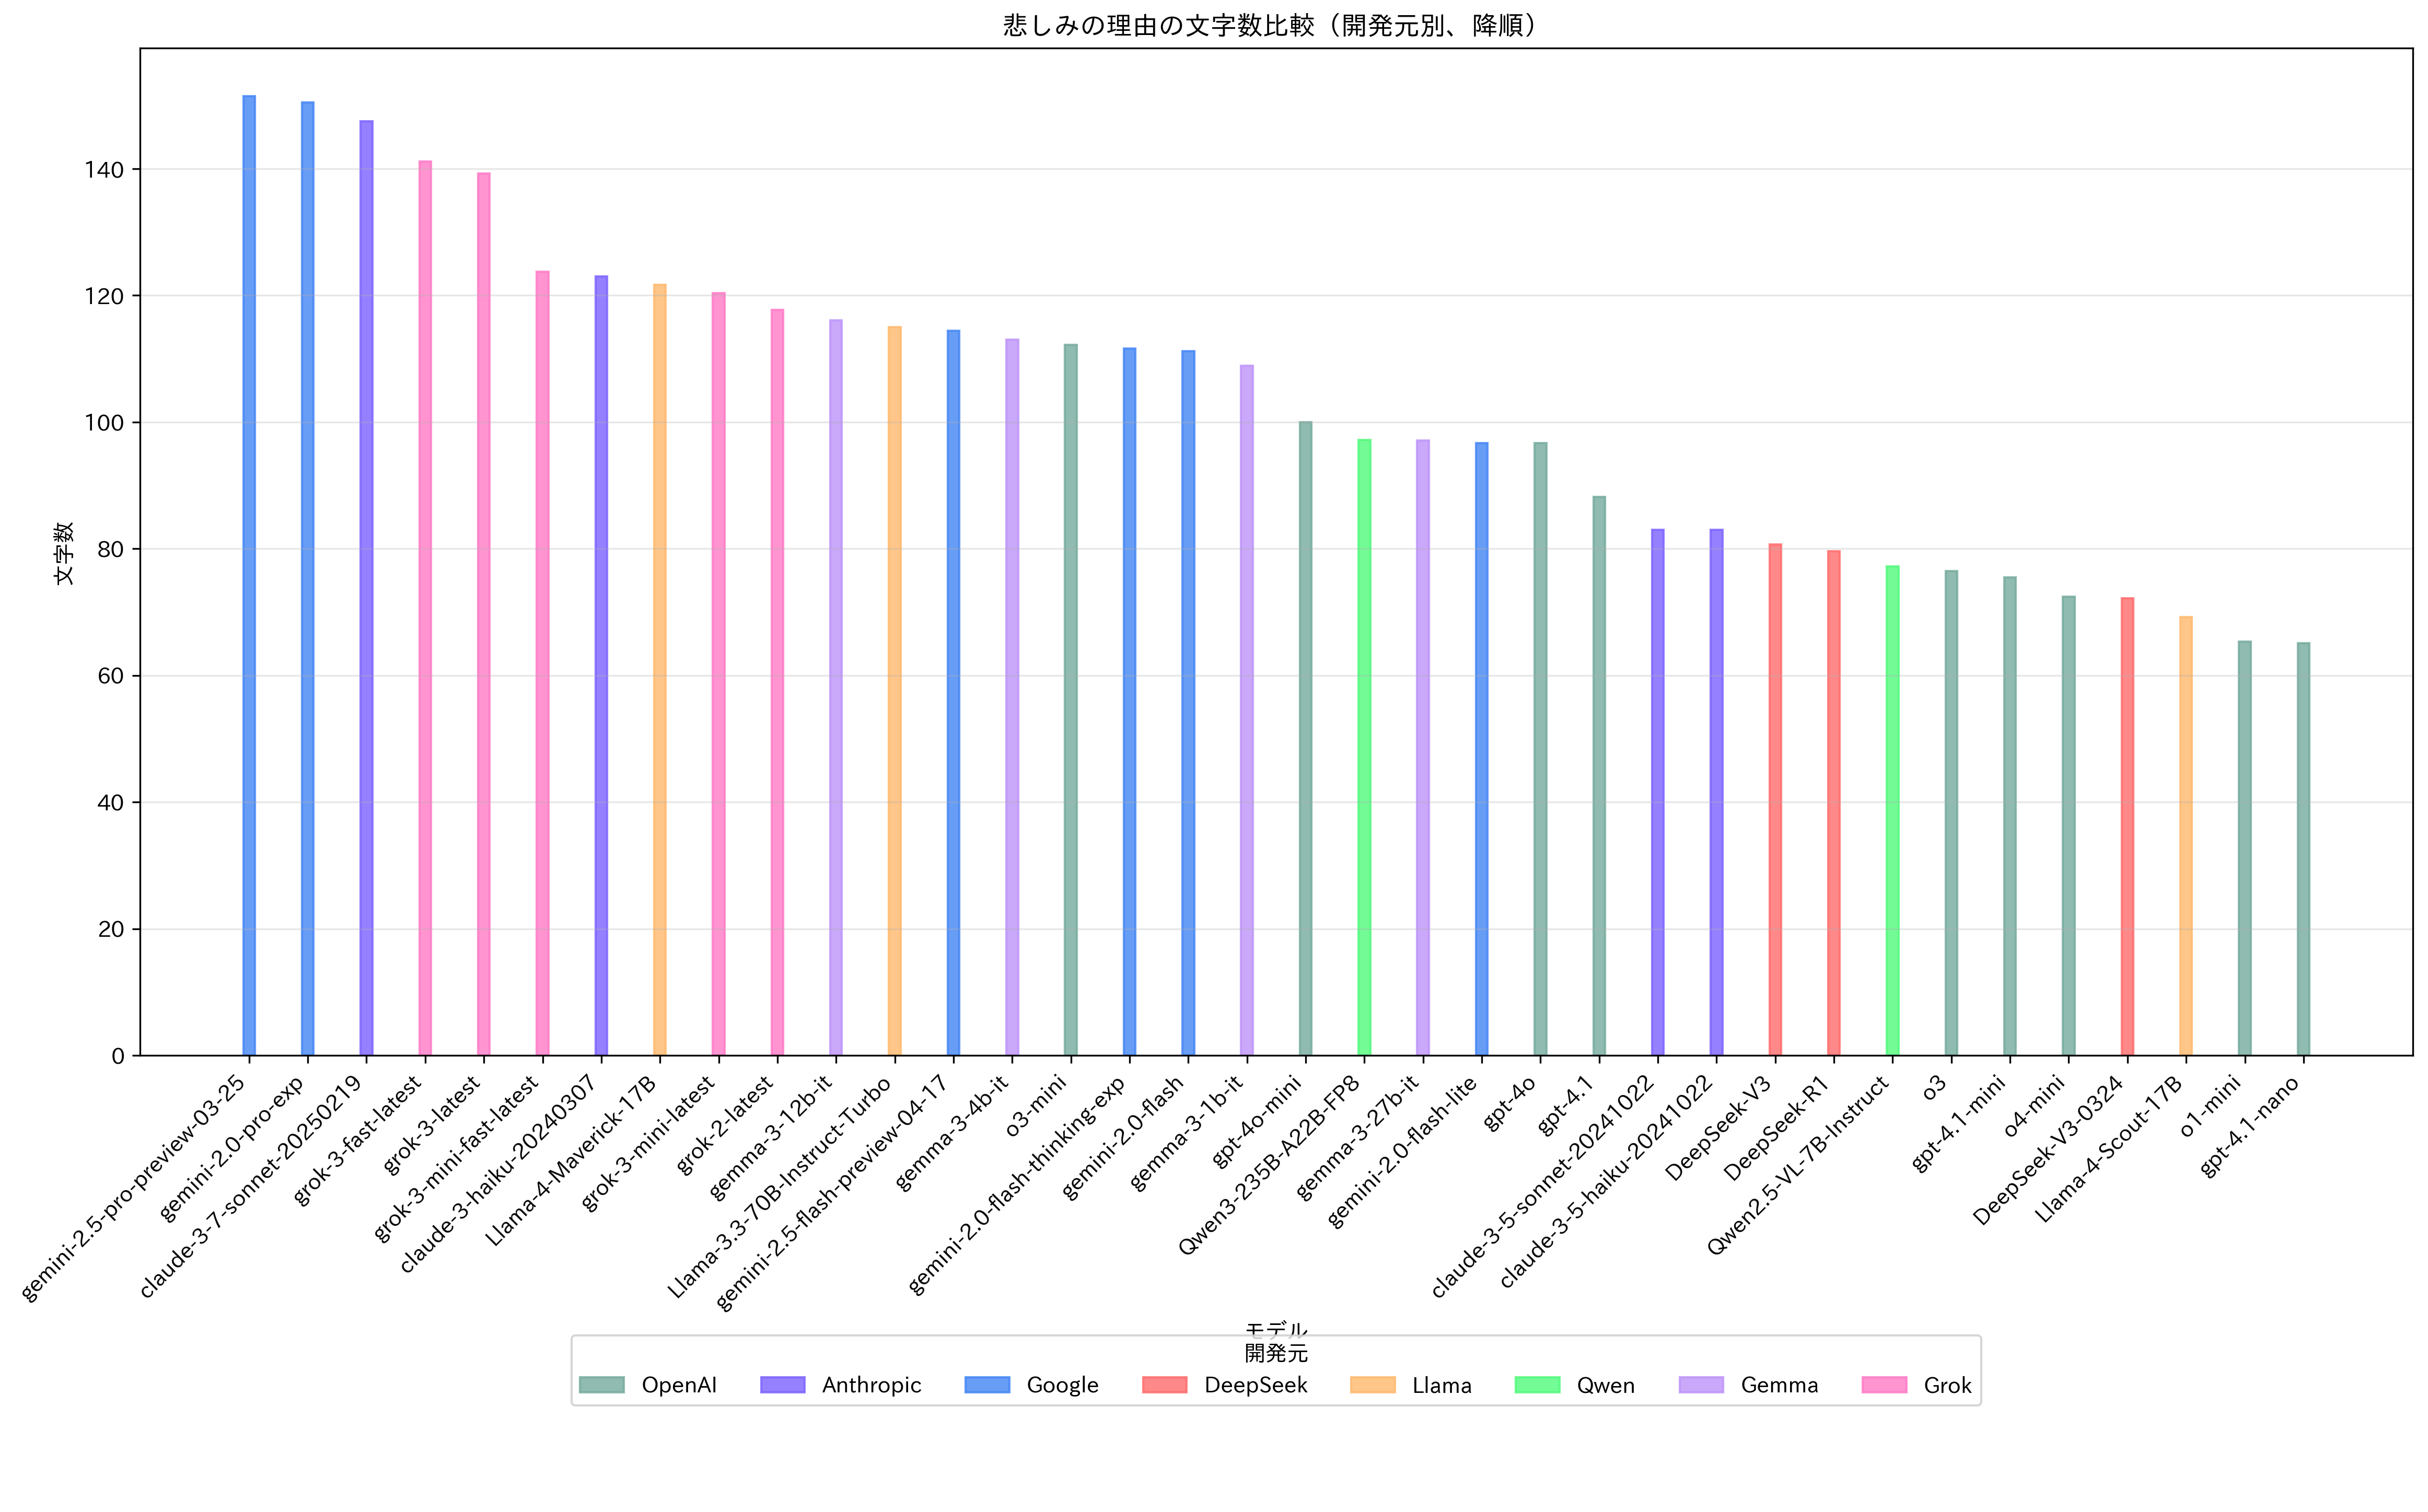 悲しみの理由の文字数比較（開発元別、降順）
文字数
140
120
100
80
60
40
20
0
gemini-2.5-pro-preview-03-25
gemini-2.0-pro-exp
claude-3-7-sonnet-20250219
grok-3-fast-latest
grok-3-latest
grok-3-mini-fast-latest
claude-3-haiku-20240307
Llama-4-Maverick-17B
grok-3-mini-latest
grok-2-latest
gemma-3-12b-it
Llama-3.3-70B-Instruct-Turbo
gemini-2.5-flash-preview-04-17
gemma-3-4b-it
o3-mini
gemini-2.0-flash-thinking-exp
gemini-2.0-flash
gemma-3-1b-it
gpt-4o-mini
Qwen3-235B-A22B-FP8
gemma-3-27b-it
gemini-2.0-flash-lite
gpt-4o
gpt-4.1
claude-3-5-sonnet-20241022
claude-3-5-haiku-20241022
DeepSeek-V3
DeepSeek-R1
Qwen2.5-VL-7B-Instruct
o3
gpt-4.1-mini
o4-mini
DeepSeek-V3-0324
Llama-4-Scout-17B
o1-mini
gpt-4.1-nano
モデル
開発元
OpenAI Anthropic Google DeepSeek Llama Qwen Gemma Grok